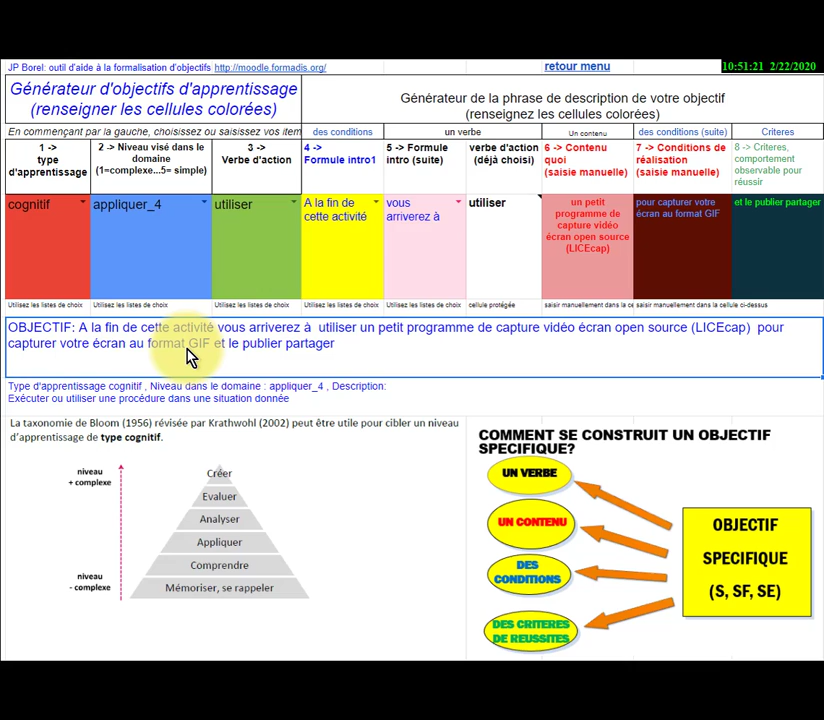 JP Borel: outil d'aide à la formalisation d'objectifs http://moodle.formadis.org/
retour menu
10:51:21 2/22/2020
Générateur d'objectifs d'apprentissage
(renseigner les cellules colorées)
Générateur de la phrase de description de votre objectif
(renseignez les cellules colorées)
En commençant par la gauche, choisissez ou saisissez vos item
des conditions
un verbe
Un contenu
des conditions (suite)
Criteres
1 ->
type
d'apprentissage
2 -> Niveau visé dans le
domaine
(1=complexe...5= simple)
3 ->
Verbe d'action
4 ->
Formule intro1
5 -> Formule
intro (suite)
verbe d'action
(déjà choisi)
6 -> Contenu
quoi
(saisie manuelle)
7 -> Conditions de
réalisation
(saisie manuelle)
8 -> Criteres,
comportement
observable pour
réussir
cognitif
appliquer_4
utiliser
A la fin de
cette activité
vous
arriverez à
utiliser
un petit
programme de
capture vidéo
écran open source
(LICEcap)
pour capturer votre
écran au format GIF
et le publier partager
Utilisez les listes de choix
Utilisez les listes de choix
Utilisez les listes de choix
Utilisez les listes de choix
Utilisez les listes de choix
cellule protégée
saisir manuellement dans la ce
saisir manuellement dans la cellule ci-dessus
OBJECTIF: A la fin de cette activité vous arriverez à utiliser un petit programme de capture vidéo écran open source (LICEcap) pour
capturer votre écran au format GIF et le publier partager
Type d'apprentissage cognitif , Niveau dans le domaine : appliquer_4 , Description:
Exécuter ou utiliser une procédure dans une situation donnée
La taxonomie de Bloom (1956) révisée par Krathwohl (2002) peut être utile pour cibler un niveau
d'apprentissage de type cognitif.
niveau
+ complexe
Créer
Evaluer
Analyser
Appliquer
Comprendre
Mémoriser, se rappeler
niveau
- complexe
COMMENT SE CONSTRUIT UN OBJECTIF
SPECIFIQUE?
UN VERBE
UN CONTENU
DES
CONDITIONS
DES CRITERES
DE REUSSITES
OBJECTIF
SPECIFIQUE
(S, SF, SE)